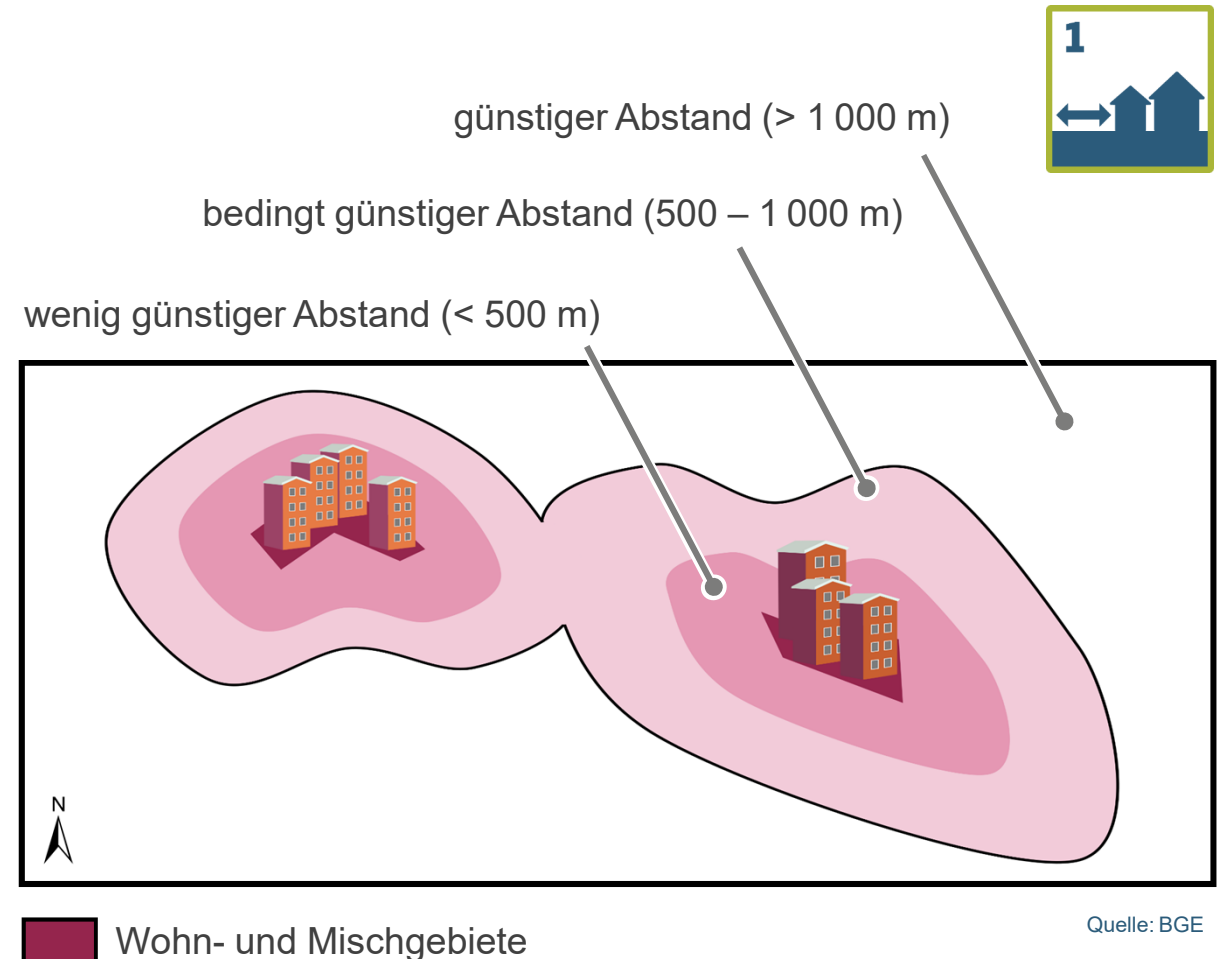 1
günstiger Abstand (> 1 000 m)
bedingt günstiger Abstand (500 – 1 000 m)
wenig günstiger Abstand (< 500 m)
N
Quelle: BGE
Wohn- und Mischgebiete